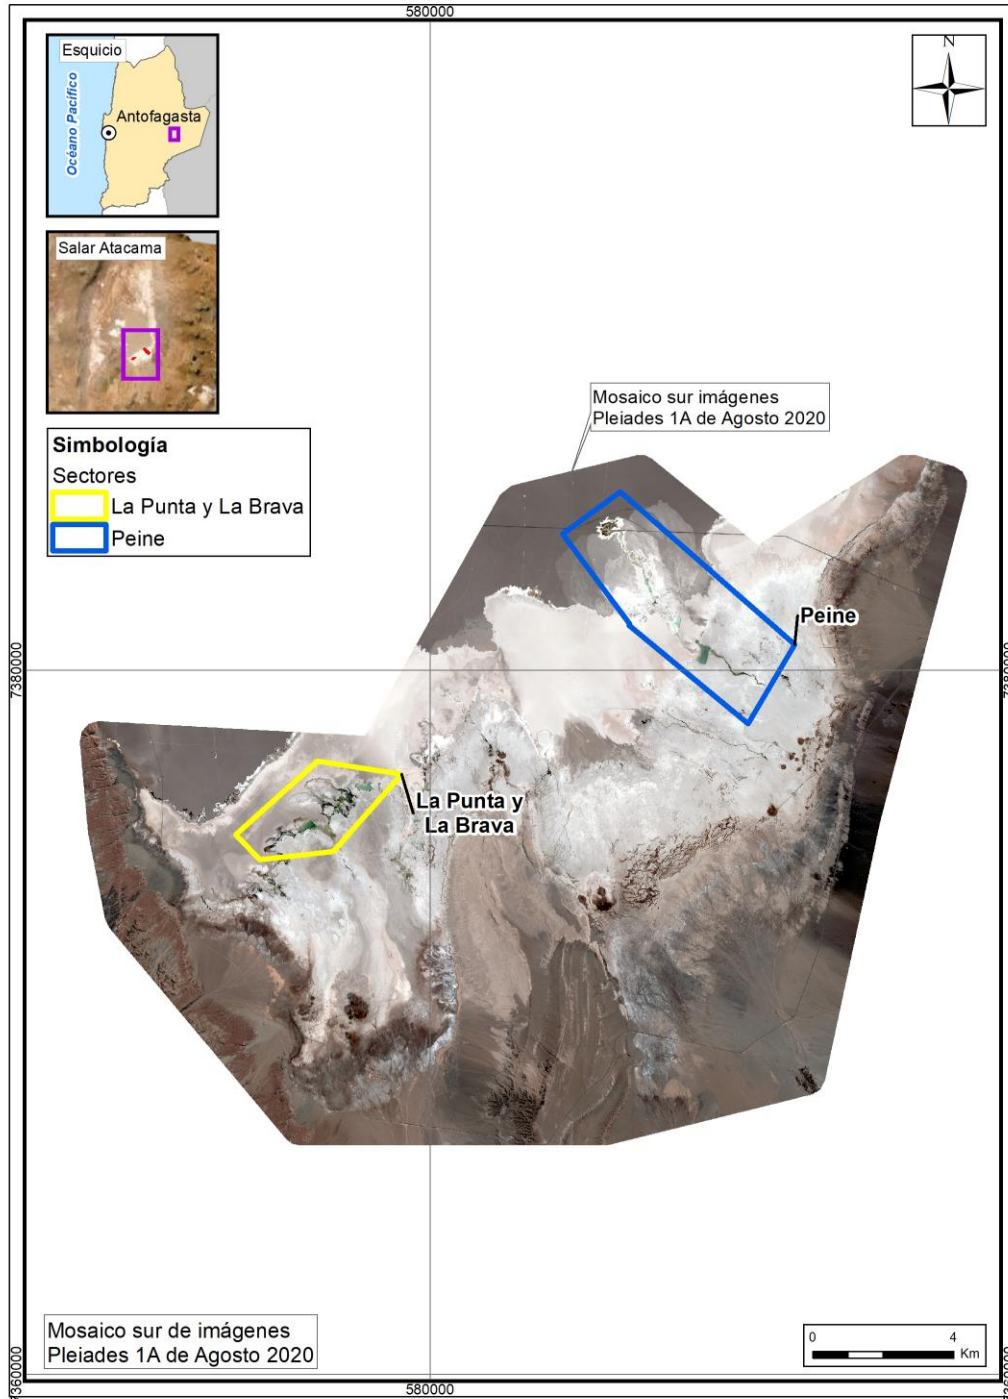 580000
Esquicio
N
Océano Pacífico
Antofagasta
Salar Atacama
Mosaico sur imágenes
Pleiades 1A de Agosto 2020
Simbología
Sectores
La Punta y La Brava
Peine
Peine
7380000
7380000
La Punta y
La Brava
Mosaico sur de imágenes
Pleiades 1A de Agosto 2020
0 4
Km
7360000
7360000
580000